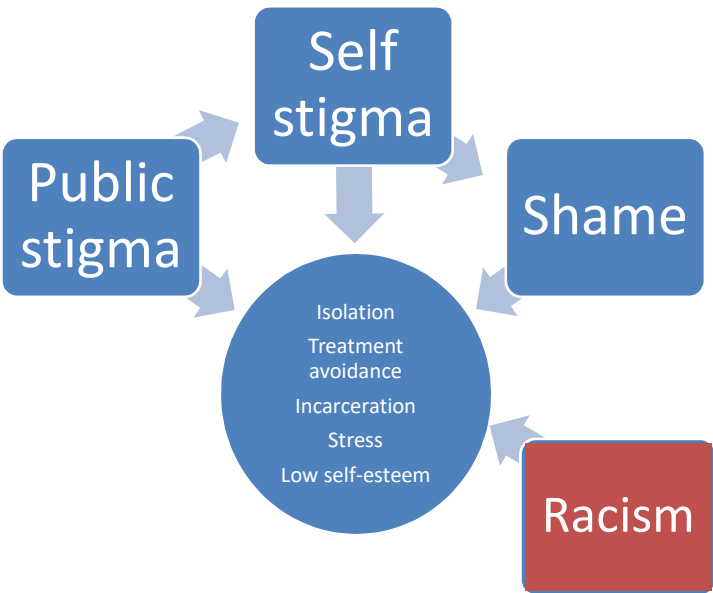 Self
stigma
Public
stigma
Shame
Isolation
Treatment
avoidance
Incarceration
Stress
Low self-esteem
Racism